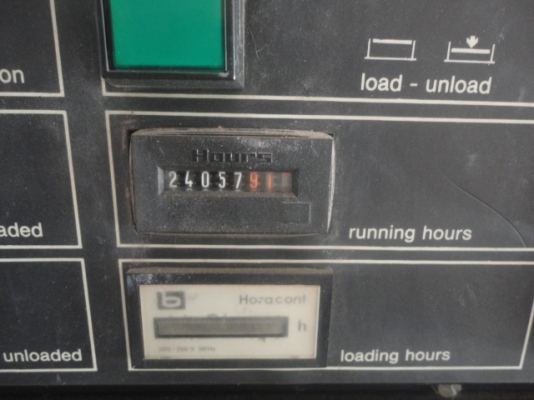 on
load - unload
Hours
2405791
aded
running hours
Horacont
h
unloaded
loading hours